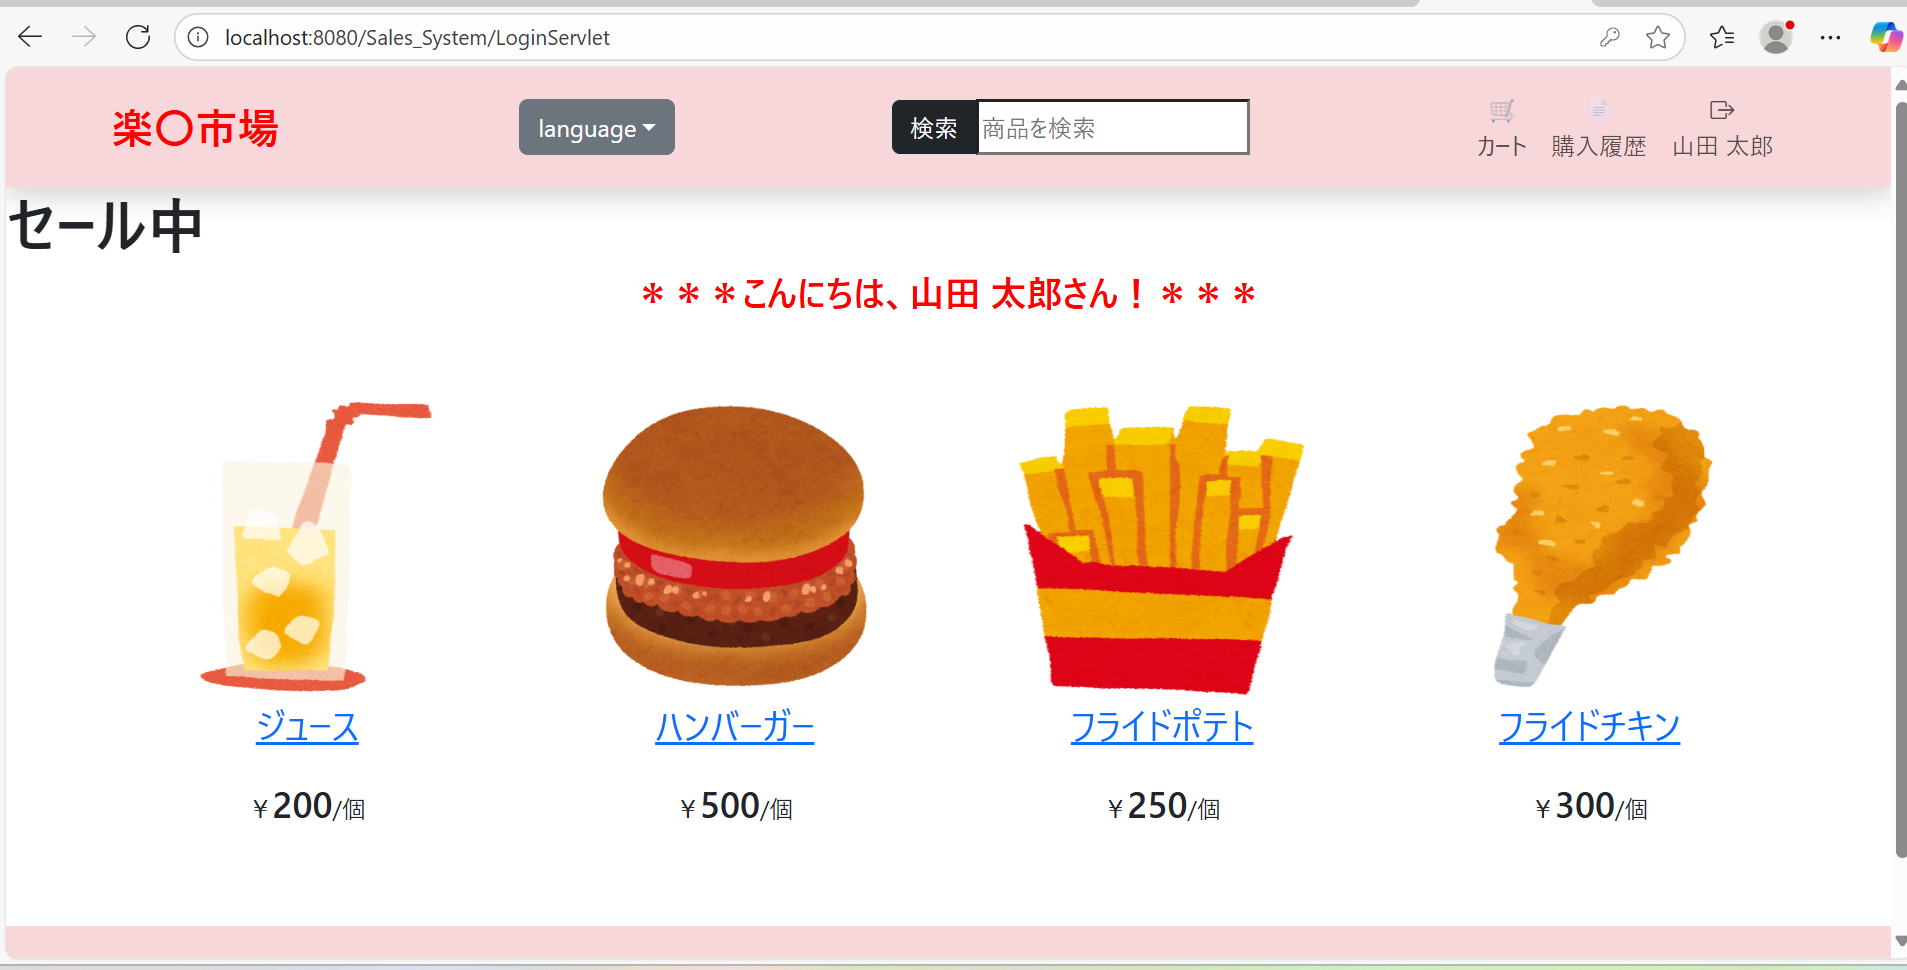 localhost:8080/Sales_System/LoginServlet
楽〇市場
language
検索
商品を検索
カート
購入履歴
山田 太郎
セール中
＊＊＊こんにちは、山田 太郎さん！＊＊＊
ジュース
ハンバーガー
フライドポテト
フライドチキン
￥200/個
￥500/個
￥250/個
￥300/個